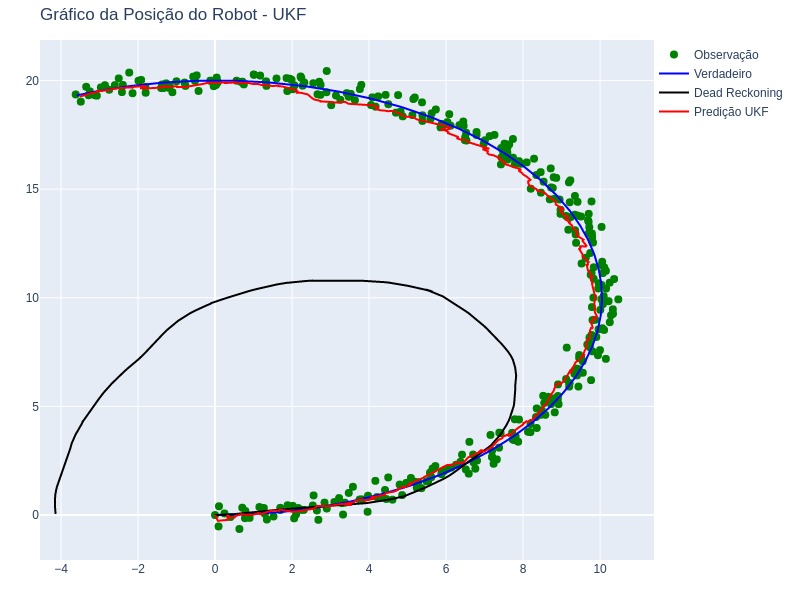 Gráfico da Posição do Robot - UKF
Observação
Verdadeiro
Dead Reckoning
Predição UKF
20
15
10
5
0
−4
−2
0
2
4
6
8
10